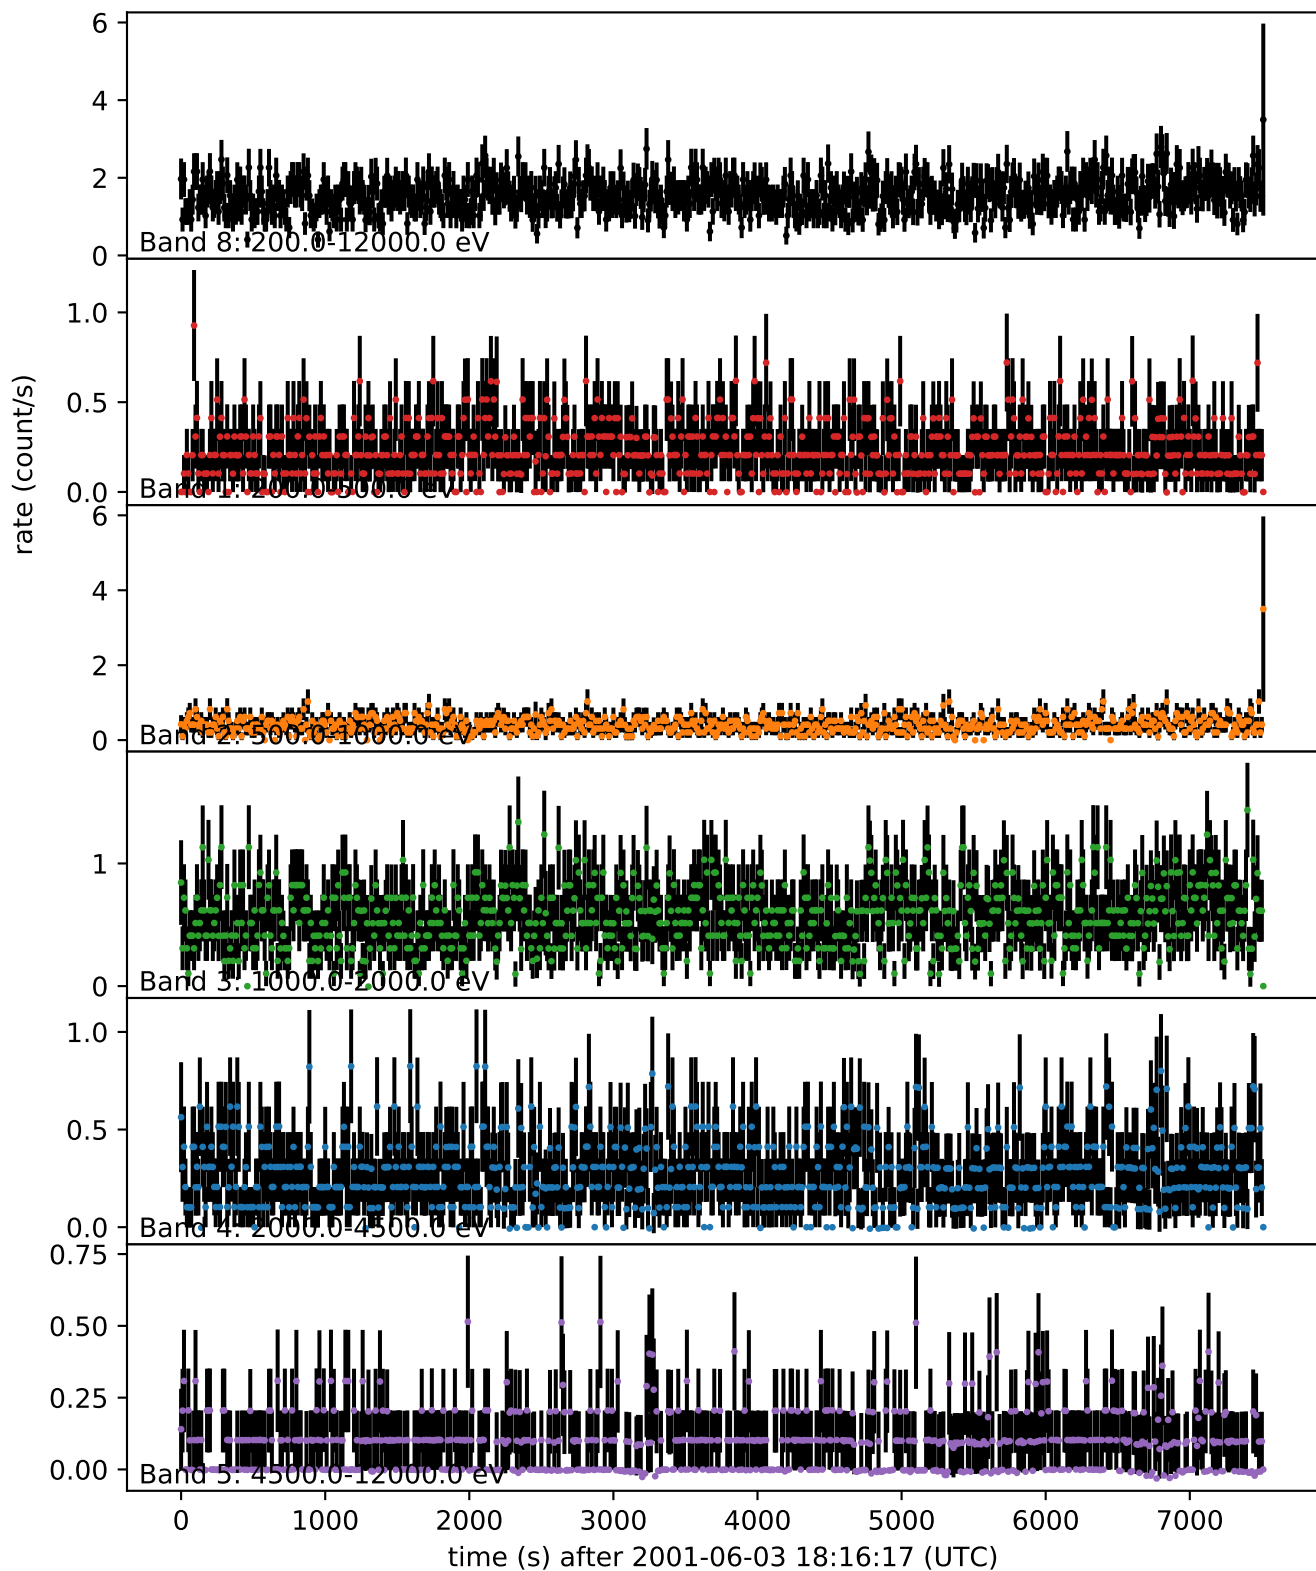 6
4
2
0
Band 8: 200.0-12000.0 eV
1.0
0.5
0.0
Band 1: 200.0-500.0 eV
rate (count/s)
6
4
2
0
Band 2: 500.0-1000.0 eV
1
0
Band 3: 1000.0-2000.0 eV
1.0
0.5
0.0
Band 4: 2000.0-4500.0 eV
0.75
0.50
0.25
0.00
Band 5: 4500.0-12000.0 eV
0 1000 2000 3000 4000 5000 6000 7000
time (s) after 2001-06-03 18:16:17 (UTC)